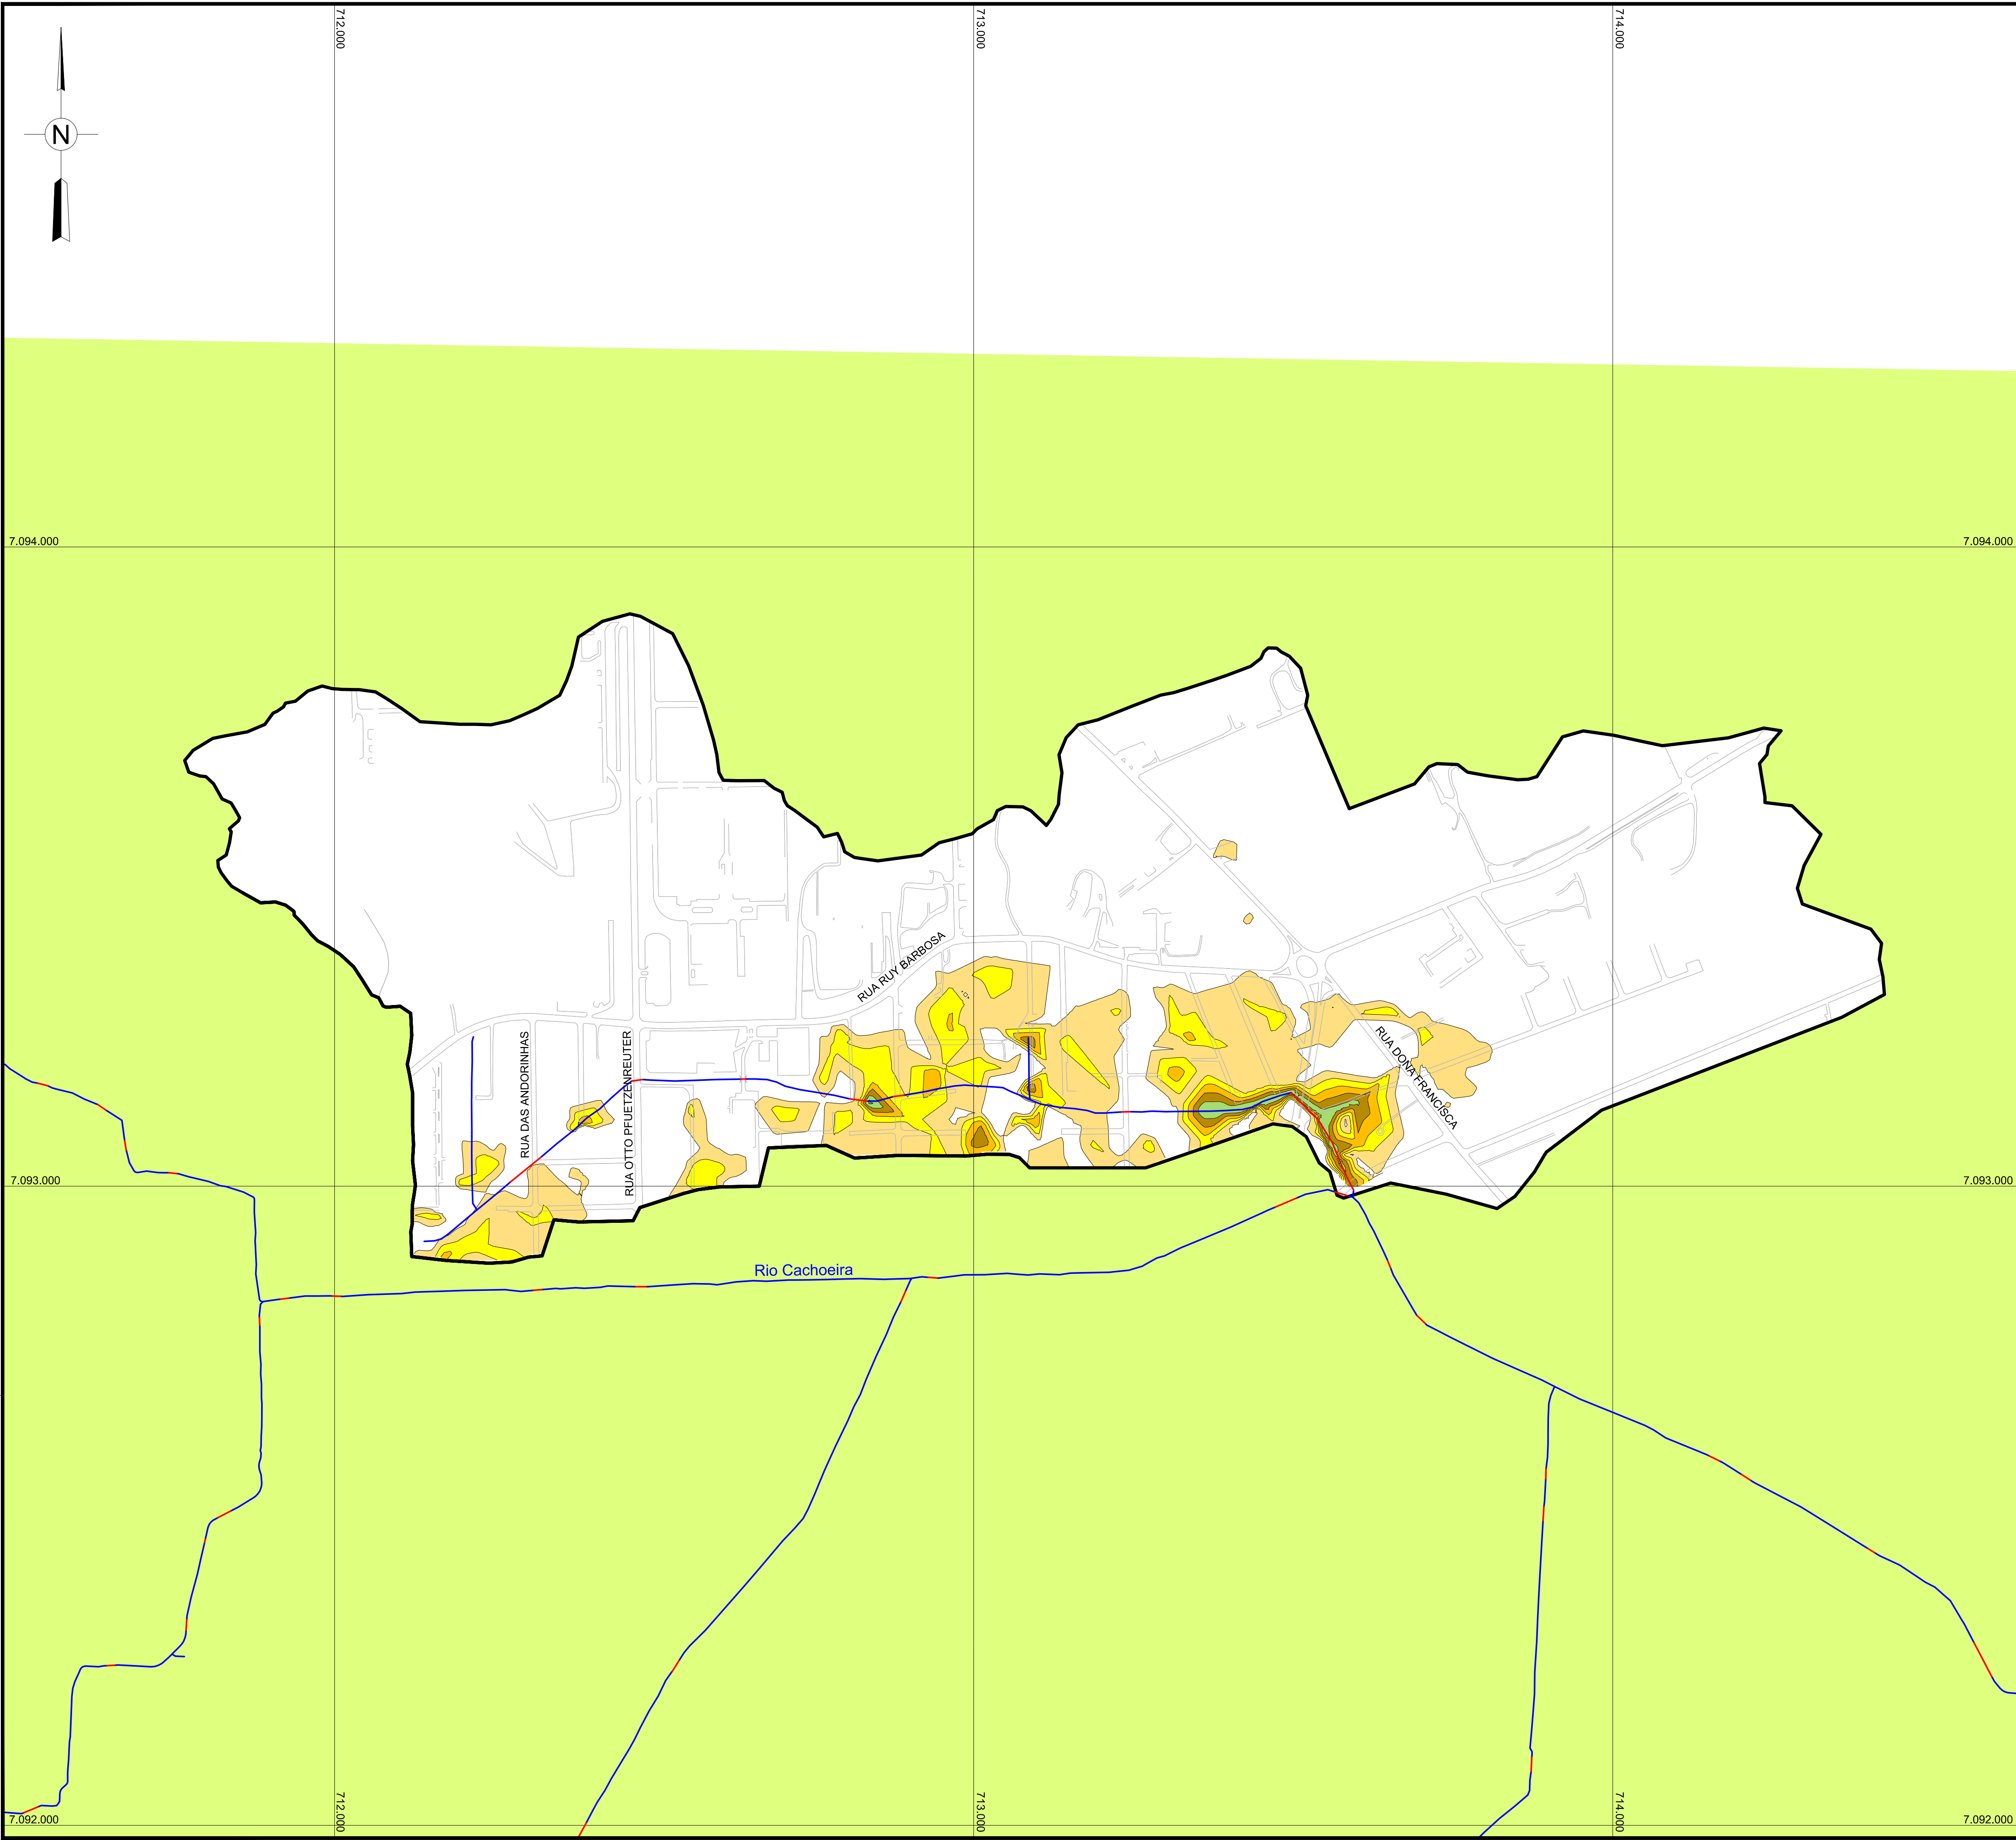 712.000
713.000
714.000
N
7.094.000
7.094.000
RUA RUY BARBOSA
RUA DAS ANDORINHAS
RUA OTTO PFUETZENREUTER
RUA DONA FRANCISCA
7.093.000
7.093.000
Rio Cachoeira
712.000
713.000
714.000
7.092.000
7.092.000